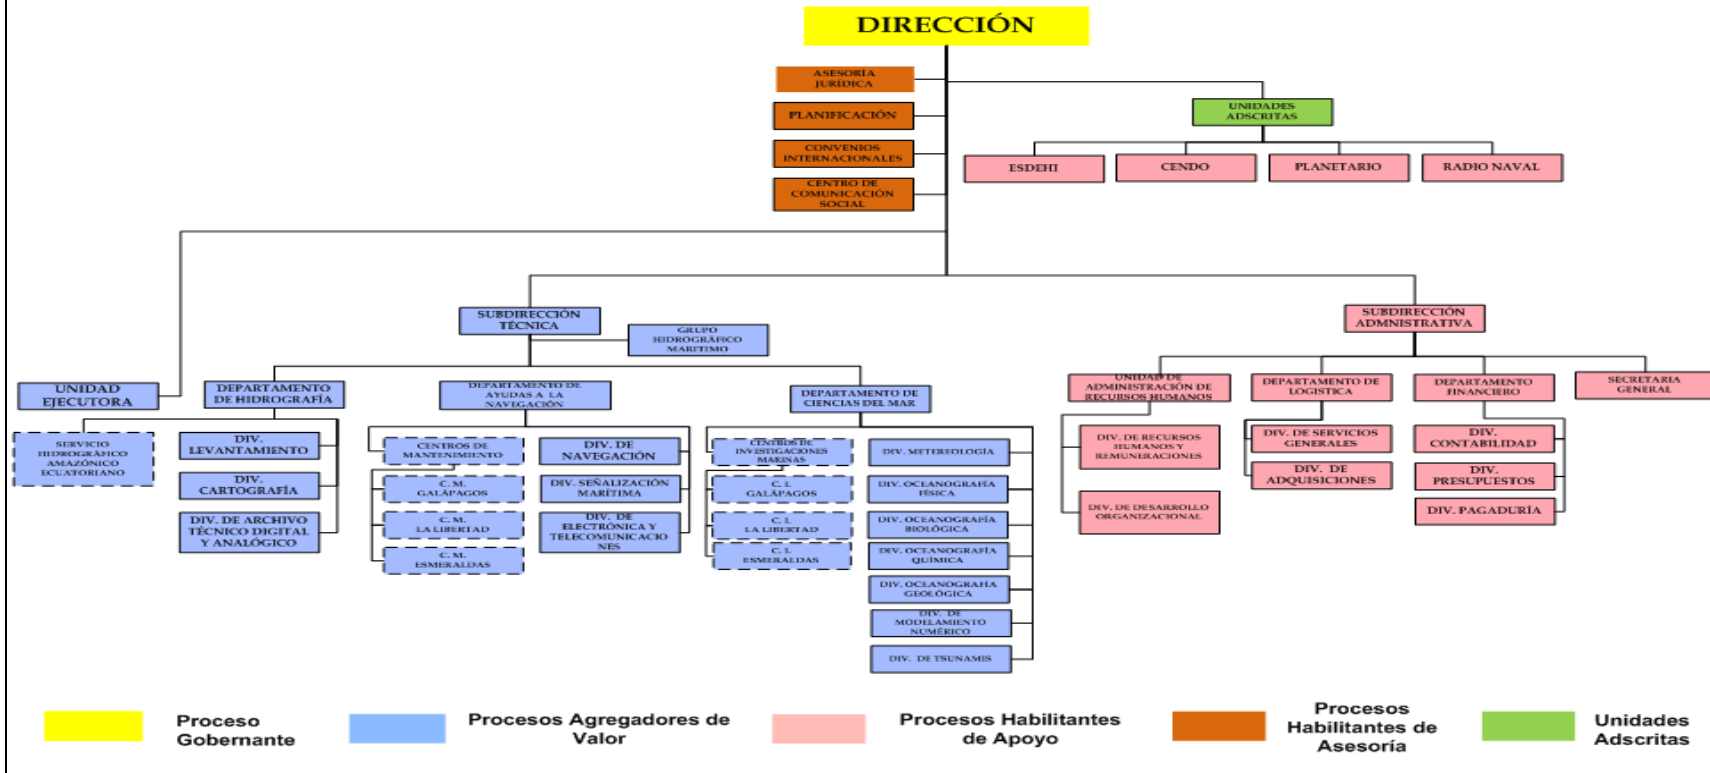 DIRECCIÓN
ASESORÍA
JURÍDICA
PLANIFICACIÓN
CONVENIOS
INTERNACIONALES
CENTRO DE
COMUNICACIÓN
SOCIAL
UNIDADES
ADSCRITAS
ESDEHI
CENDO
PLANETARIO
RADIO NAVAL
SUBDIRECCIÓN
TÉCNICA
GRUPO
HIDROGRÁFICO
MARITIMO
SUBDIRECCIÓN
ADMNISTRATIVA
UNIDAD
EJECUTORA
DEPARTAMENTO
DE HIDROGRAFÍA
DEPARTAMENTO DE
AYUDAS A LA
NAVEGACIÓN
DEPARTAMENTO DE
CIENCIAS DEL MAR
UNIDAD DE
ADMINISTRACIÓN DE
RECURSOS HUMANOS
DEPARTAMENTO DE
LOGISTICA
DEPARTAMENTO
FINANCIERO
SECRETARIA
GENERAL
SERVICIO
HIDROGRÁFICO
AMAZÓNICO
ECUATORIANO
DIV.
LEVANTAMIENTO
DIV.
CARTOGRAFÍA
DIV. DE ARCHIVO
TÉCNICO DIGITAL
Y ANALÓGICO
CENTROS DE
MANTENIMIENTO
C. M.
GALÁPAGOS
C. M.
LA LIBERTAD
C. M.
ESMERALDAS
DIV. DE
NAVEGACIÓN
DIV. SEÑALIZACIÓN
MARÍTIMA
DIV. DE
ELECTRÓNICA Y
TELECOMUNICACIO
NES
CENTROS DE
INVESTIGACIONES
MARINAS
C. I.
GALÁPAGOS
C. I.
LA LIBERTAD
C. I.
ESMERALDAS
DIV. METEREOLOGÍA
DIV. OCEANOGRAFÍA
FÍSICA
DIV. OCEANOGRAFÍA
BIOLÓGICA
DIV. OCEANOGRAFÍA
QUÍMICA
DIV. OCEANOGRAFÍA
GEOLÓGICA
DIV. DE
MODELAMIENTO
NUMÉRICO
DIV. DE TSUNAMIS
DIV. DE RECURSOS
HUMANOS Y
REMUNERACIONES
DIV. DE DESARROLLO
ORGANIZACIONAL
DIV. DE SERVICIOS
GENERALES
DIV. DE
ADQUISICIONES
DIV.
CONTABILIDAD
DIV.
PRESUPUESTOS
DIV. PAGADURÍA
Proceso
Gobernante
Procesos Agregadores de
Valor
Procesos Habilitantes
de Apoyo
Procesos
Habilitantes de
Asesoría
Unidades
Adscritas